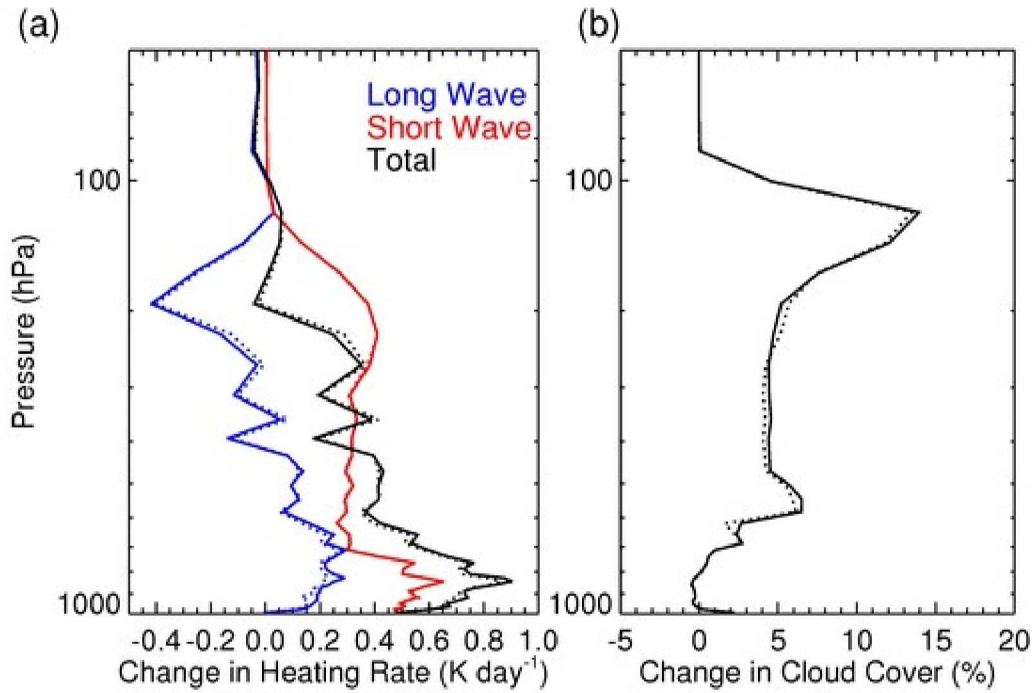 (a)
Long Wave
Short Wave
Total
100
1000
Pressure (hPa)
-0.4 -0.2 0.0 0.2 0.4 0.6 0.8 1.0
Change in Heating Rate (K day-1)
(b)
100
1000
-5 0 5 10 15 20
Change in Cloud Cover (%)